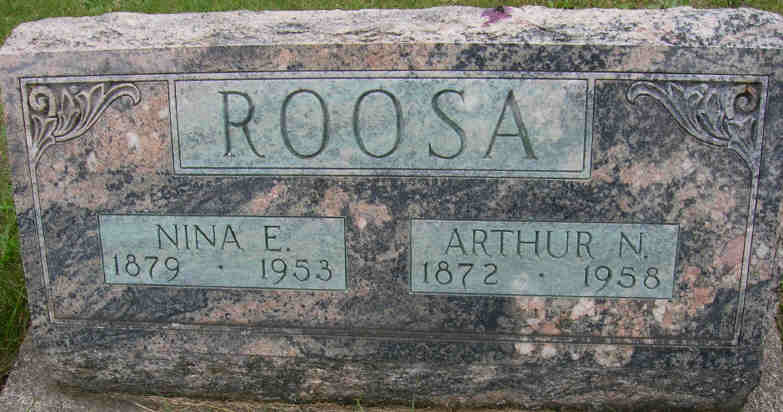 ROOSA
NINA E.
1879 · 1953
ARTHUR N.
1872 · 1958